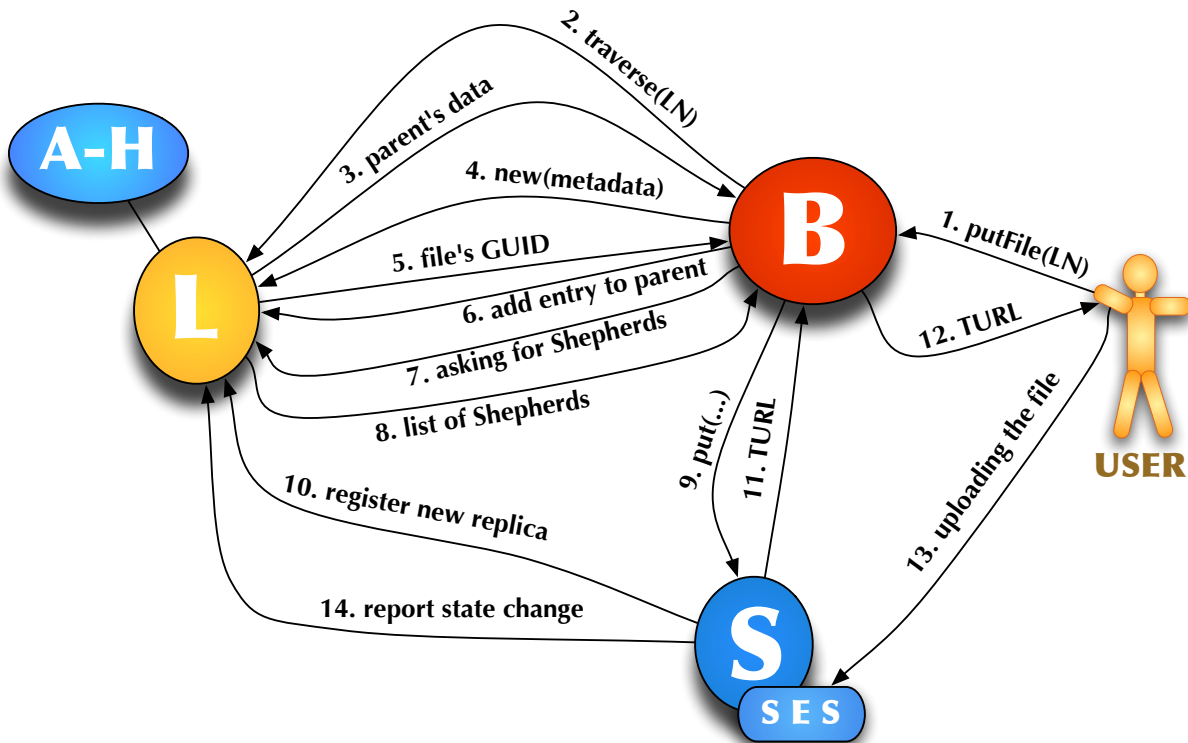 2. traverse(LN)
3. parent's data
A-H
4. new(metadata)
B
1. putFile(LN)
5. file's GUID
L
6. add entry to parent
12. TURL
7. asking for Shepherds
8. list of Shepherds
9. put(...)
11. TURL
USER
10. register new replica
13. uploading the file
14. report state change
S
S E S